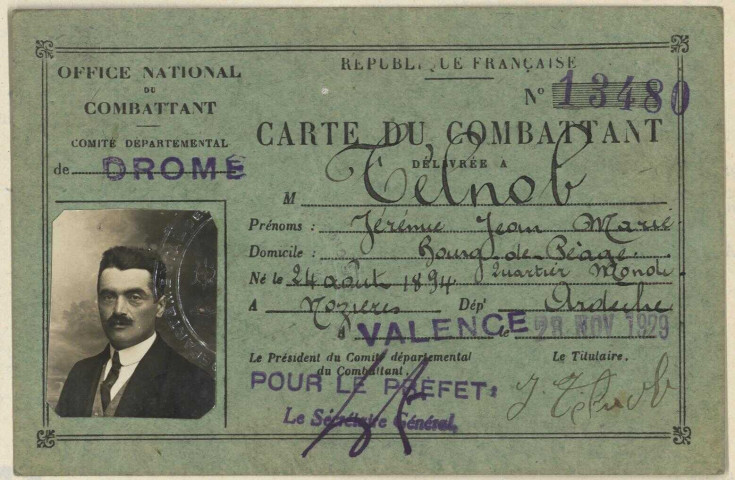 OFFICE NATIONAL
DU
COMBATTANT
COMITÉ DÉPARTEMENTAL
de DROME
RÉPUBLIQUE FRANÇAISE
N° 13480
CARTE DU COMBATTANT
DÉLIVRÉE A
M Telnob
Prénoms : Jérémie Jean Marie
Domicile : Bourg-de-Péage
Quartier
Né le 24 août 1894
A Nozières Dépt Ardèche
à VALENCE le 28 NOV 1929
Le Président du Comité départemental
du Combattant.
Le Titulaire.
POUR LE PRÉFET:
Le Secrétaire Général,
J. Telnob